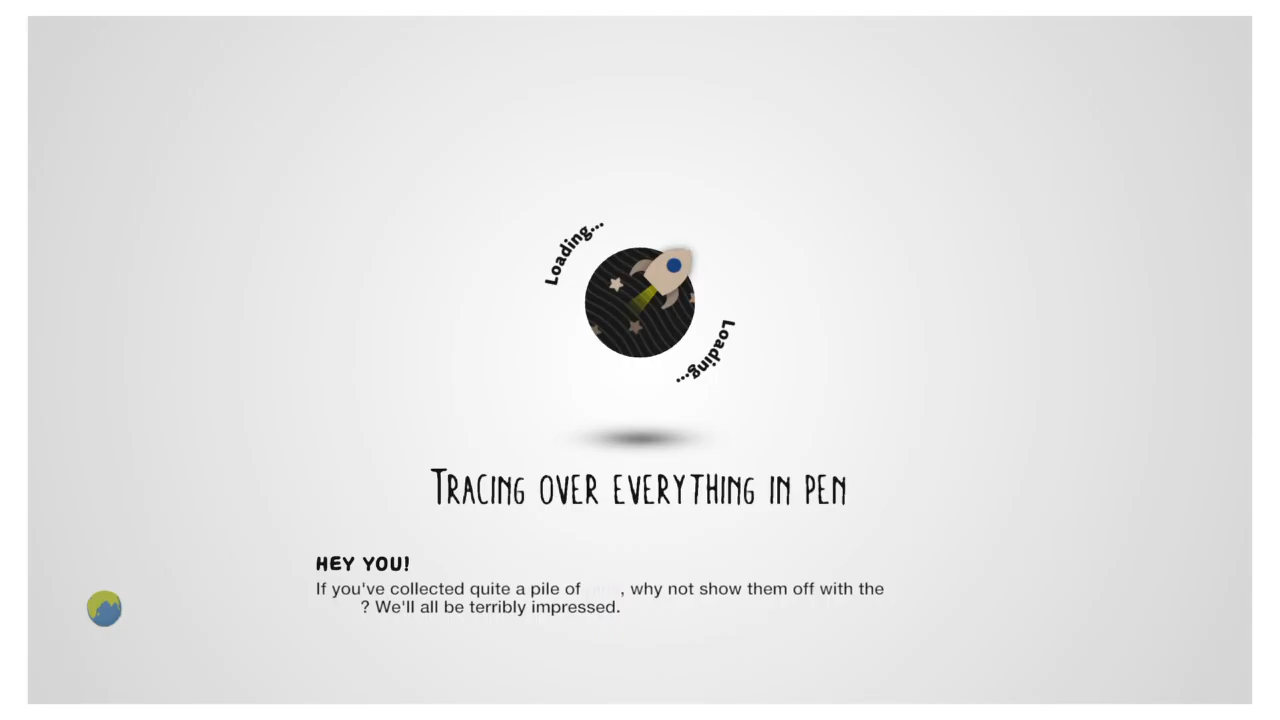 Loading...
Loading...
TRACING OVER EVERYTHING IN PEN
HEY YOU!
If you've collected quite a pile of , why not show them off with the
? We'll all be terribly impressed.